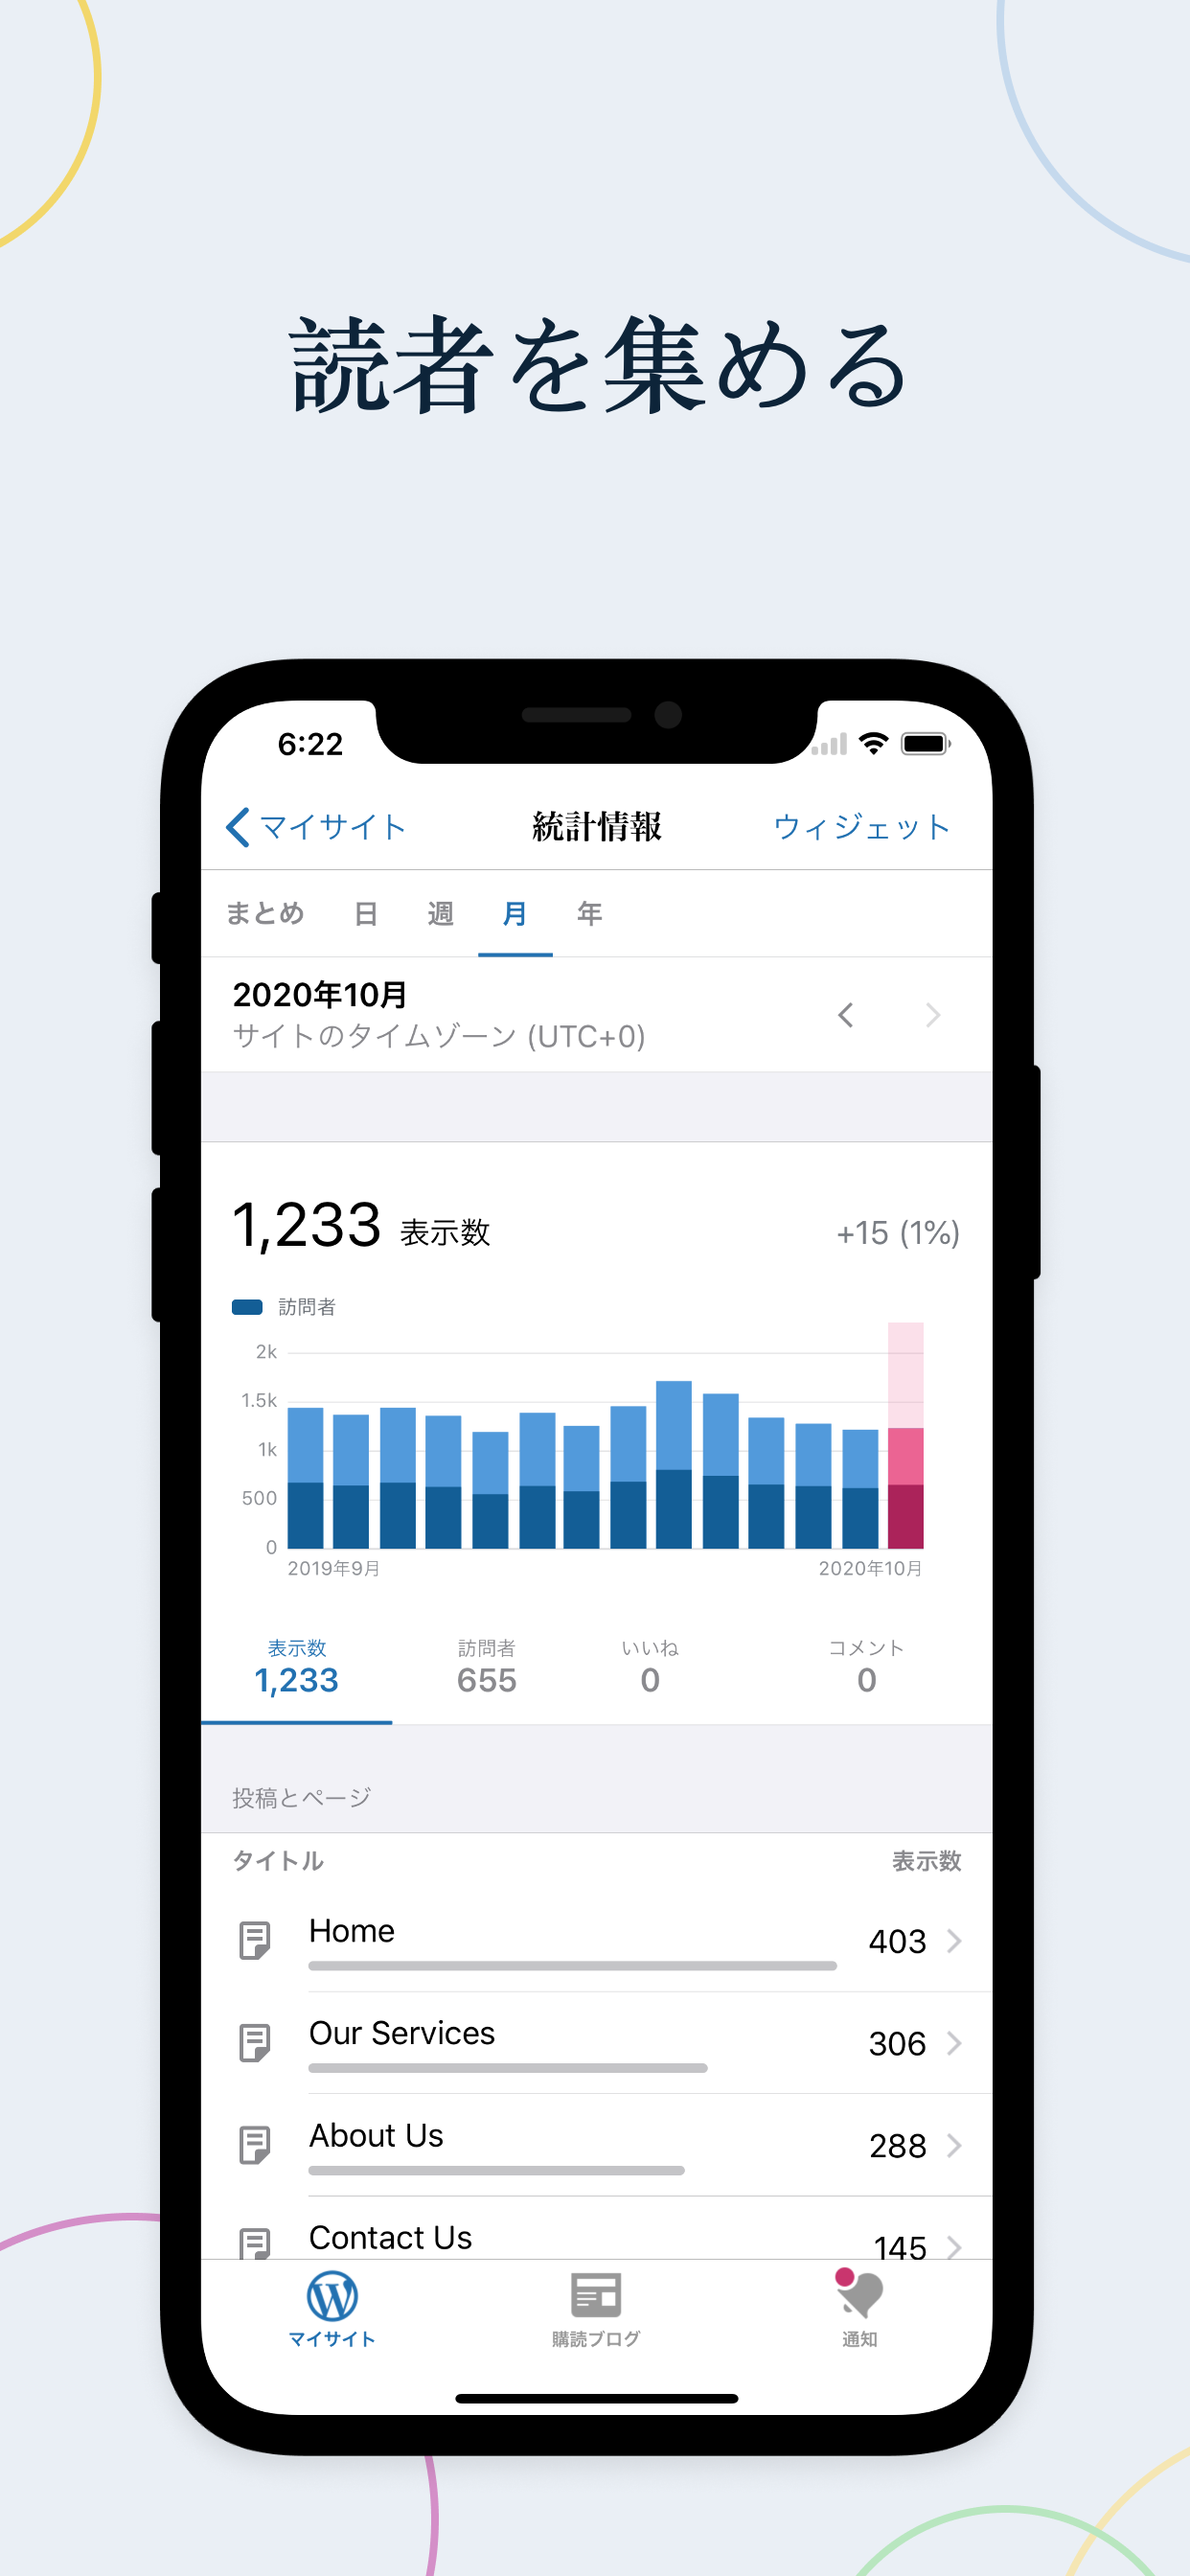 読者を集める
6:22
マイサイト 統計情報 ウィジェット
まとめ 日 週 月 年
2020年10月
サイトのタイムゾーン (UTC+0)
1,233 表示数 +15 (1%)
訪問者
2k
1.5k
1k
500
0
2019年9月 2020年10月
表示数 訪問者 いいね コメント
1,233 655 0 0
投稿とページ
タイトル 表示数
Home 403
Our Services 306
About Us 288
Contact Us 145
マイサイト 購読ブログ 通知